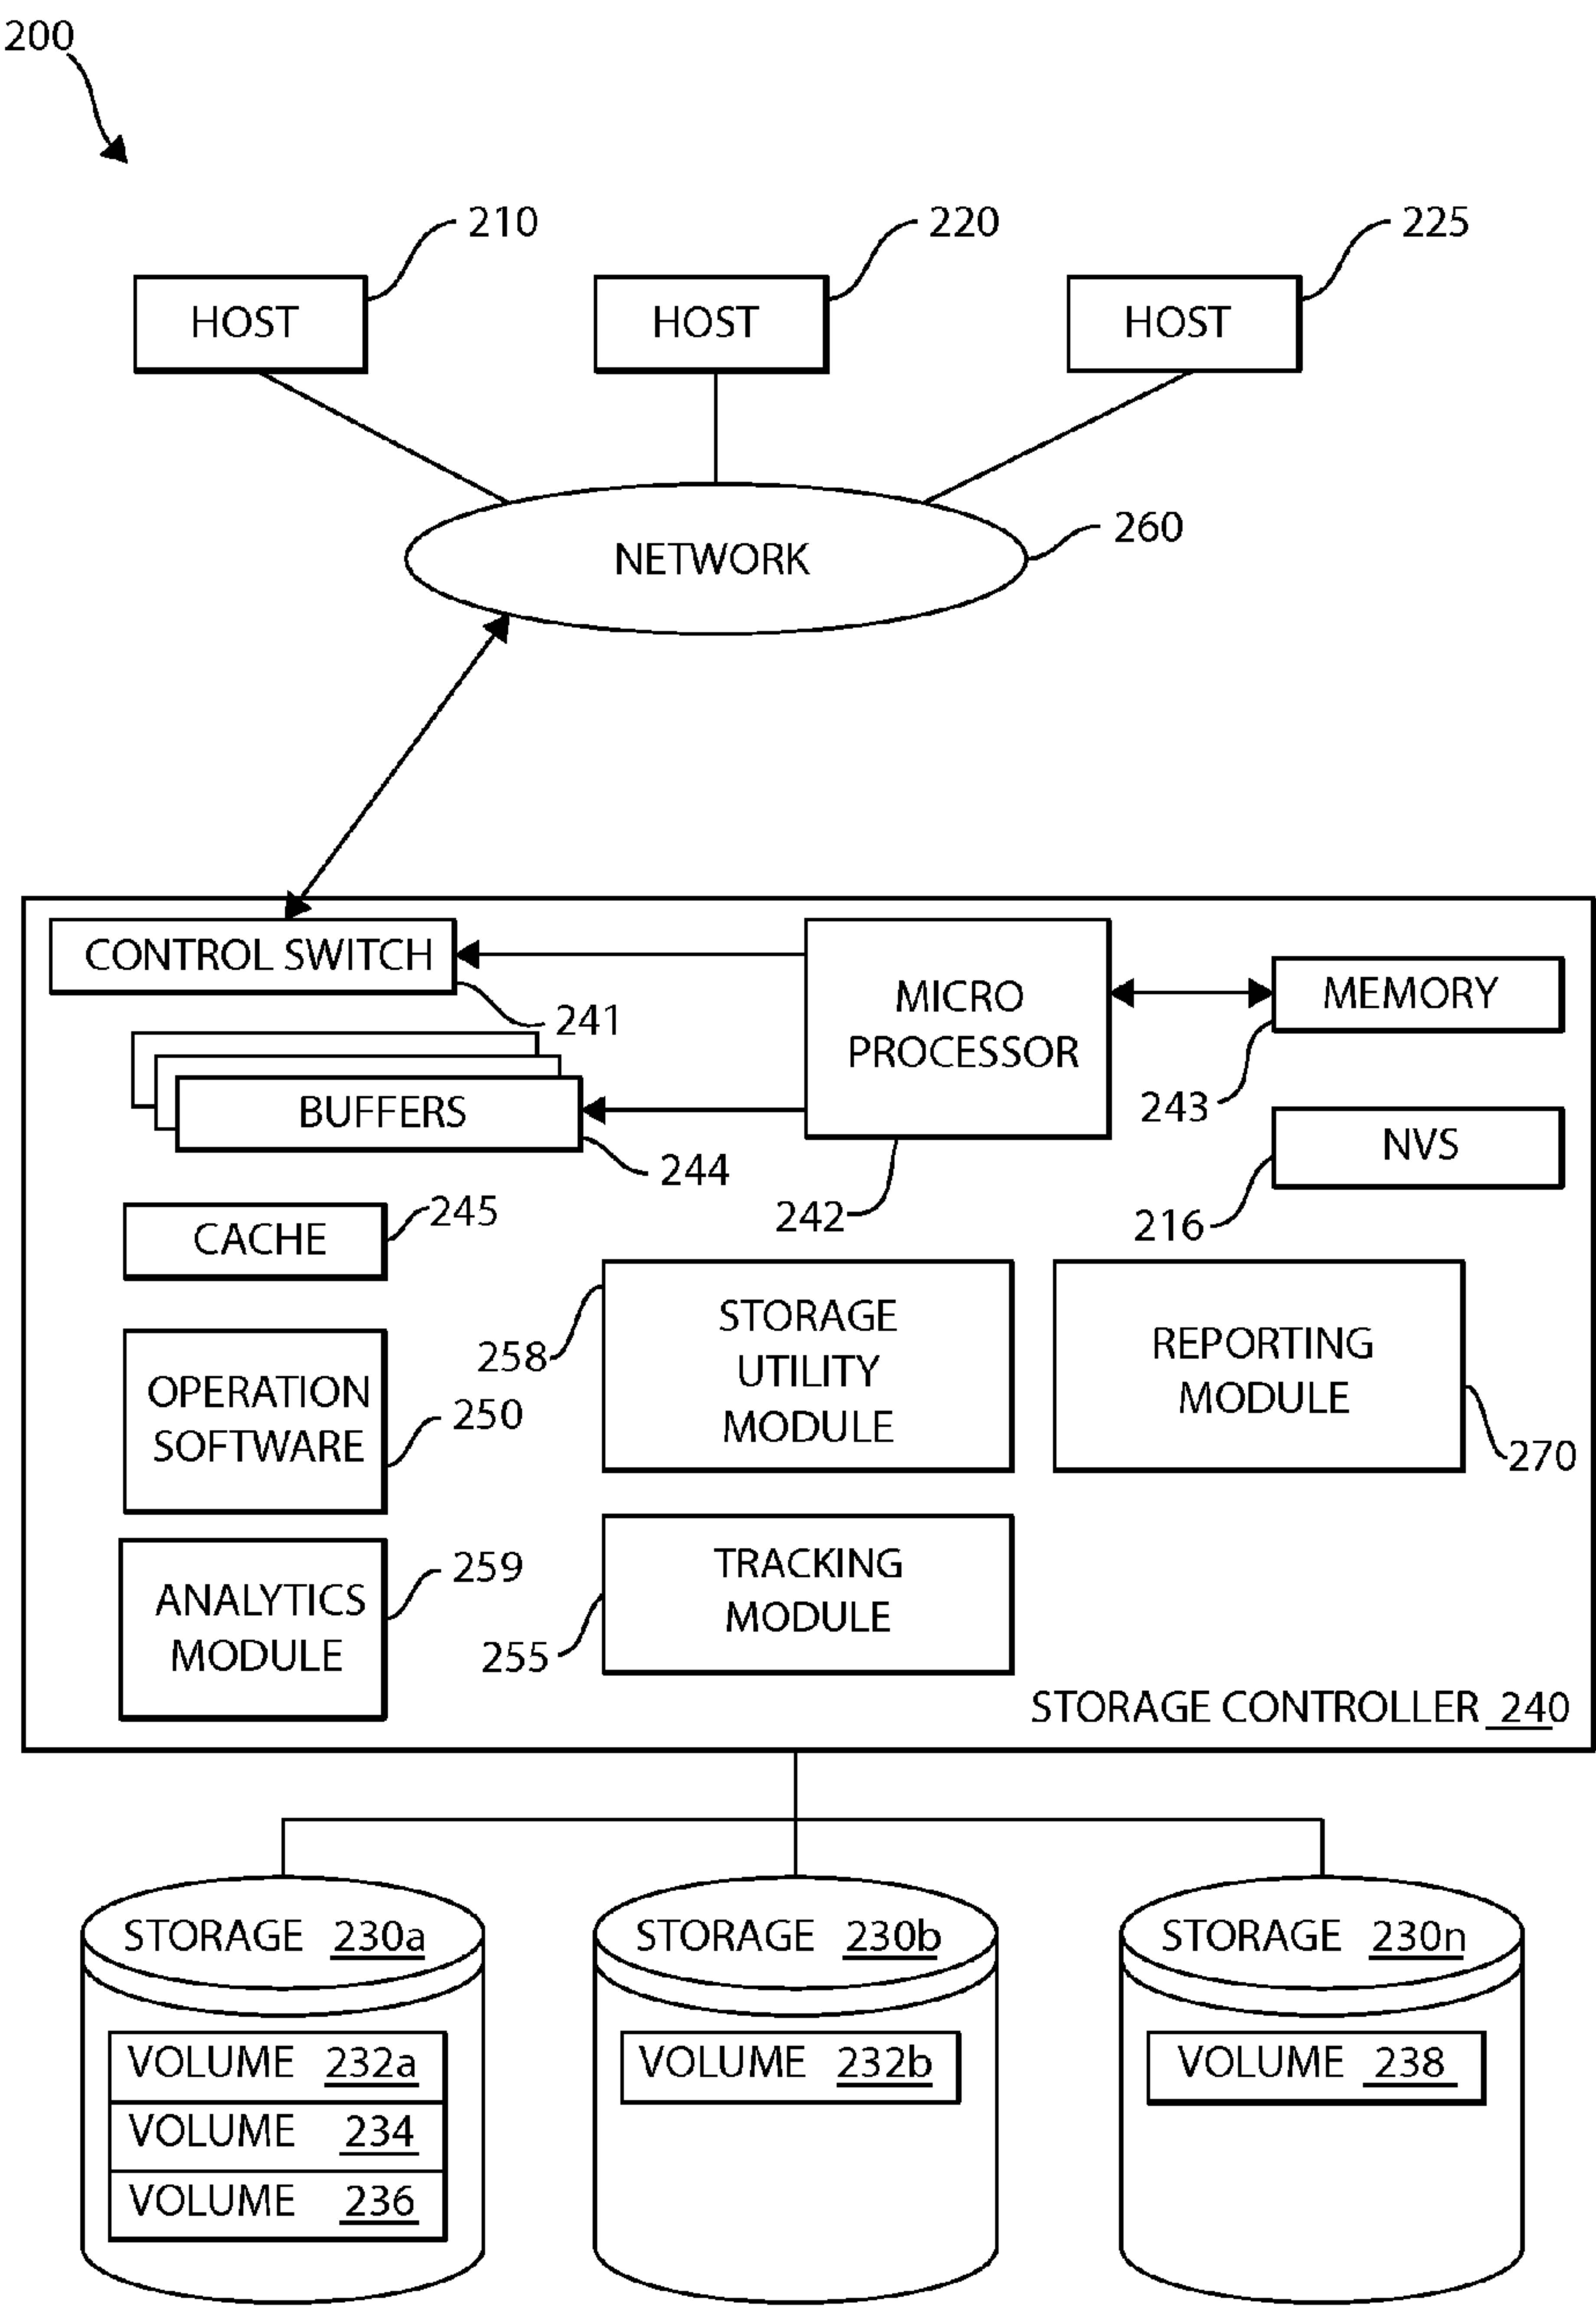 200
210
220
225
HOST
HOST
HOST
260
NETWORK
CONTROL SWITCH
241
MICRO
PROCESSOR
MEMORY
243
BUFFERS
244
242
NVS
216
CACHE
245
STORAGE
UTILITY
MODULE
258
REPORTING
MODULE
270
OPERATION
SOFTWARE
250
ANALYTICS
MODULE
259
TRACKING
MODULE
255
STORAGE CONTROLLER 240
STORAGE 230a
STORAGE 230b
STORAGE 230n
VOLUME 232a
VOLUME 234
VOLUME 236
VOLUME 232b
VOLUME 238